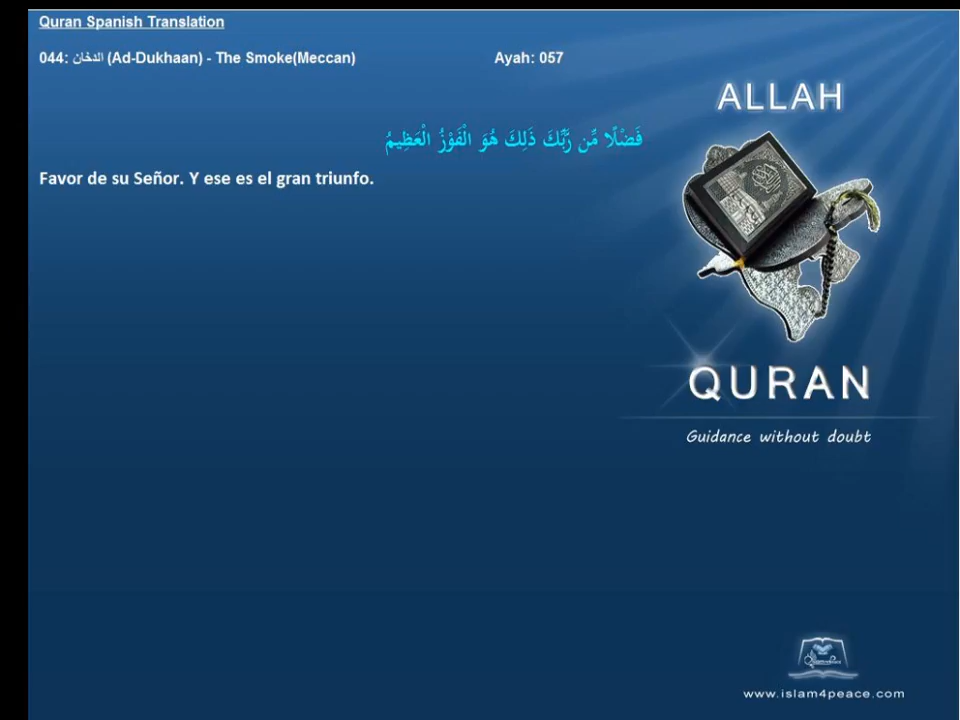 Quran Spanish Translation
044: الدخان (Ad-Dukhaan) - The Smoke(Meccan) Ayah: 057
ALLAH
فَضْلًا مِّن رَّبِّكَ ذَٰلِكَ هُوَ الْفَوْزُ الْعَظِيمُ
Favor de su Señor. Y ese es el gran triunfo.
QURAN
Guidance without doubt
www.islam4peace.com